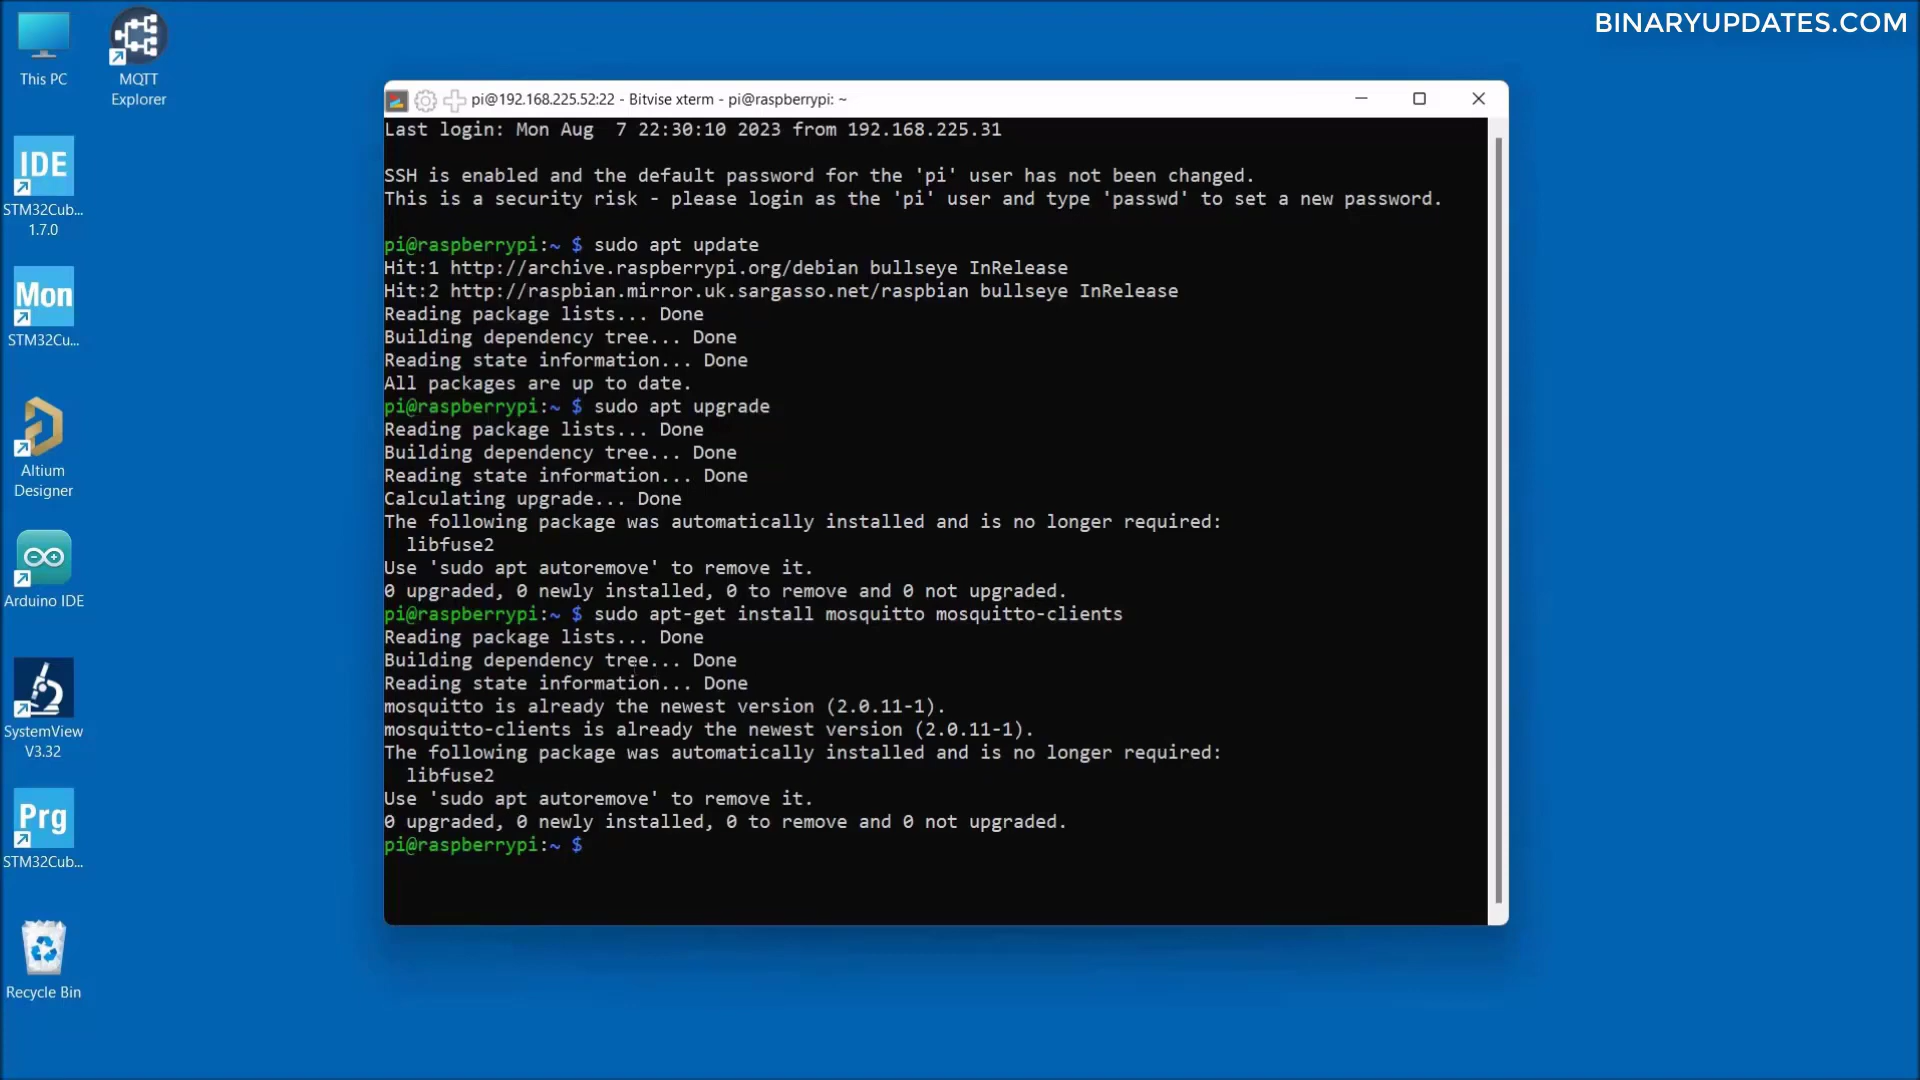 BINARYUPDATES.COM
This PC
MQTT
Explorer
IDE
STM32Cub...
1.7.0
Mon
STM32Cu...
Altium
Designer
Arduino IDE
SystemView
V3.32
Prg
STM32Cub...
Recycle Bin
pi@192.168.225.52:22 - Bitvise xterm - pi@raspberrypi: ~
Last login: Mon Aug  7 22:30:10 2023 from 192.168.225.31
SSH is enabled and the default password for the 'pi' user has not been changed.
This is a security risk - please login as the 'pi' user and type 'passwd' to set a new password.
pi@raspberrypi:~ $ sudo apt update
Hit:1 http://archive.raspberrypi.org/debian bullseye InRelease
Hit:2 http://raspbian.mirror.uk.sargasso.net/raspbian bullseye InRelease
Reading package lists... Done
Building dependency tree... Done
Reading state information... Done
All packages are up to date.
pi@raspberrypi:~ $ sudo apt upgrade
Reading package lists... Done
Building dependency tree... Done
Reading state information... Done
Calculating upgrade... Done
The following package was automatically installed and is no longer required:
  libfuse2
Use 'sudo apt autoremove' to remove it.
0 upgraded, 0 newly installed, 0 to remove and 0 not upgraded.
pi@raspberrypi:~ $ sudo apt-get install mosquitto mosquitto-clients
Reading package lists... Done
Building dependency tree... Done
Reading state information... Done
mosquitto is already the newest version (2.0.11-1).
mosquitto-clients is already the newest version (2.0.11-1).
The following package was automatically installed and is no longer required:
  libfuse2
Use 'sudo apt autoremove' to remove it.
0 upgraded, 0 newly installed, 0 to remove and 0 not upgraded.
pi@raspberrypi:~ $